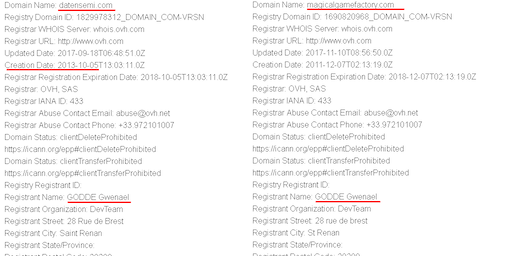 Domain Name: daterisemi.com
Registry Domain ID: 1829978312_DOMAIN_COM-VRSN
Registrar WHOIS Server: whois.ovh.com
Registrar URL: http://www.ovh.com
Updated Date: 2017-09-18T06:48:51.0Z
Creation Date: 2013-10-05T13:03:11.0Z
Registrar Registration Expiration Date: 2018-10-05T13:03:11.0Z
Registrar: OVH, SAS
Registrar IANA ID: 433
Registrar Abuse Contact Email: abuse@ovh.net
Registrar Abuse Contact Phone: +33.972101007
Domain Status: clientDeleteProhibited
https://icann.org/epp#clientDeleteProhibited
Domain Status: clientTransferProhibited
https://icann.org/epp#clientTransferProhibited
Registry Registrant ID:
Registrant Name: GODDE Gwenael
Registrant Organization: DevTeam
Registrant Street: 28 Rue de Brest
Registrant City: Saint Renan
Registrant State/Province:
Domain Name: magicalgamefactory.com
Registry Domain ID: 1690820968_DOMAIN_COM-VRSN
Registrar WHOIS Server: whois.ovh.com
Registrar URL: http://www.ovh.com
Updated Date: 2017-11-10T08:56:50.0Z
Creation Date: 2011-12-07T02:13:19.0Z
Registrar Registration Expiration Date: 2018-12-07T02:13:19.0Z
Registrar: OVH, SAS
Registrar IANA ID: 433
Registrar Abuse Contact Email: abuse@ovh.net
Registrar Abuse Contact Phone: +33.972101007
Domain Status: clientDeleteProhibited
https://icann.org/epp#clientDeleteProhibited
Domain Status: clientTransferProhibited
https://icann.org/epp#clientTransferProhibited
Registry Registrant ID:
Registrant Name: GODDE Gwenael
Registrant Organization: DevTeam
Registrant Street: 28 rue de brest
Registrant City: St Renan
Registrant State/Province: